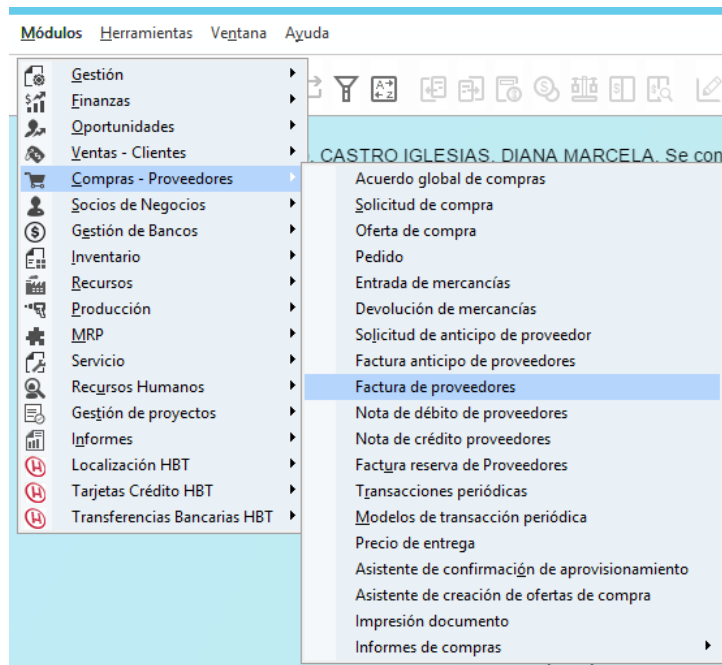 Módulos Herramientas Ventana Ayuda
Gestión
Finanzas
Oportunidades
Ventas - Clientes
Compras - Proveedores
Socios de Negocios
Gestión de Bancos
Inventario
Recursos
Producción
MRP
Servicio
Recursos Humanos
Gestión de proyectos
Informes
Localización HBT
Tarjetas Crédito HBT
Transferencias Bancarias HBT
, CASTRO IGLESIAS, DIANA MARCELA. Se con
Acuerdo global de compras
Solicitud de compra
Oferta de compra
Pedido
Entrada de mercancías
Devolución de mercancías
Solicitud de anticipo de proveedor
Factura anticipo de proveedores
Factura de proveedores
Nota de débito de proveedores
Nota de crédito proveedores
Factura reserva de Proveedores
Transacciones periódicas
Modelos de transacción periódica
Precio de entrega
Asistente de confirmación de aprovisionamiento
Asistente de creación de ofertas de compra
Impresión documento
Informes de compras